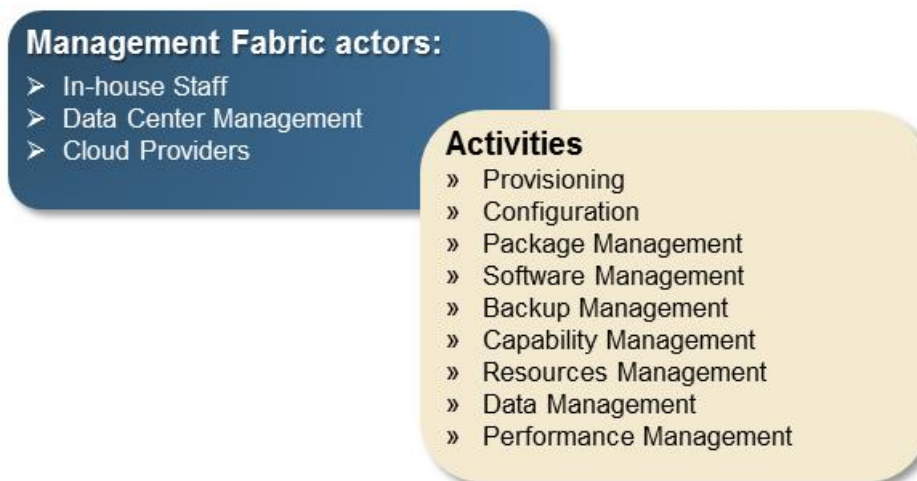 Management Fabric actors:
➢ In-house Staff
➢ Data Center Management
➢ Cloud Providers
Activities
» Provisioning
» Configuration
» Package Management
» Software Management
» Backup Management
» Capability Management
» Resources Management
» Data Management
» Performance Management